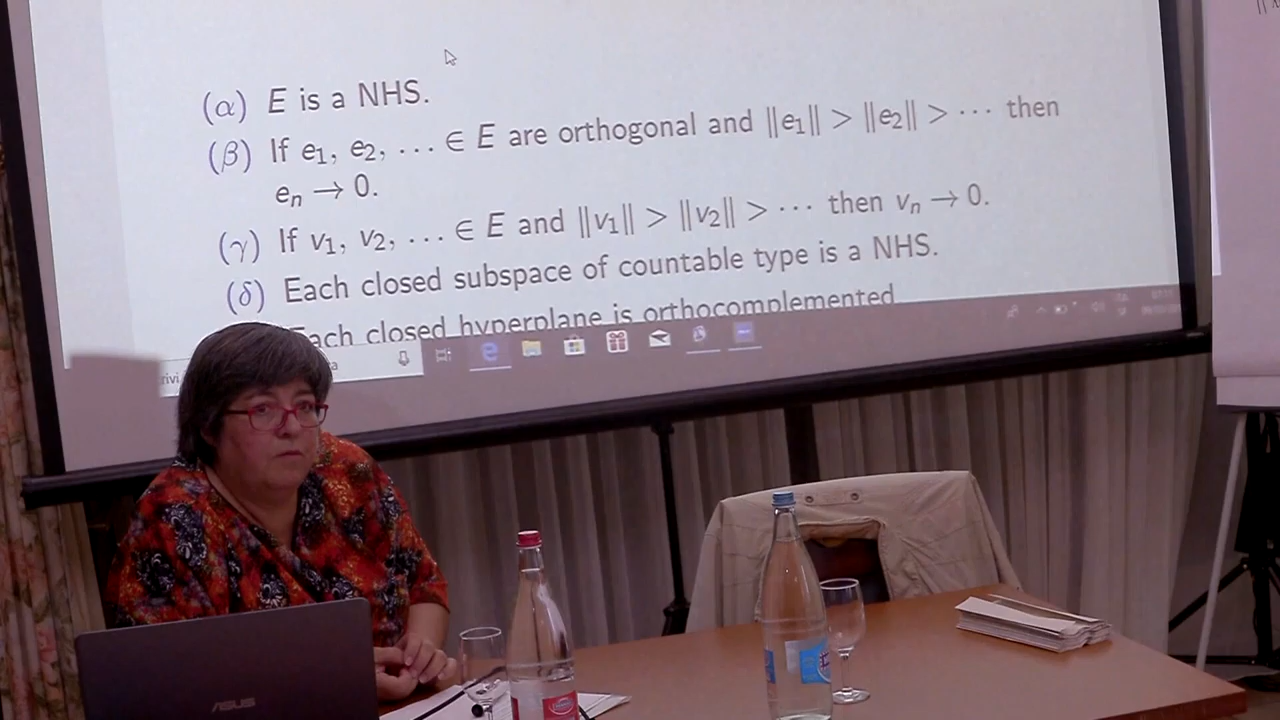 (α) E is a NHS.
(β) If e₁, e₂, … ∈ E are orthogonal and ‖e₁‖ > ‖e₂‖ > ⋯ then
eₙ → 0.
(γ) If v₁, v₂, … ∈ E and ‖v₁‖ > ‖v₂‖ > ⋯ then vₙ → 0.
(δ) Each closed subspace of countable type is a NHS.
Each closed hyperplane is orthocomplemented
ASUS